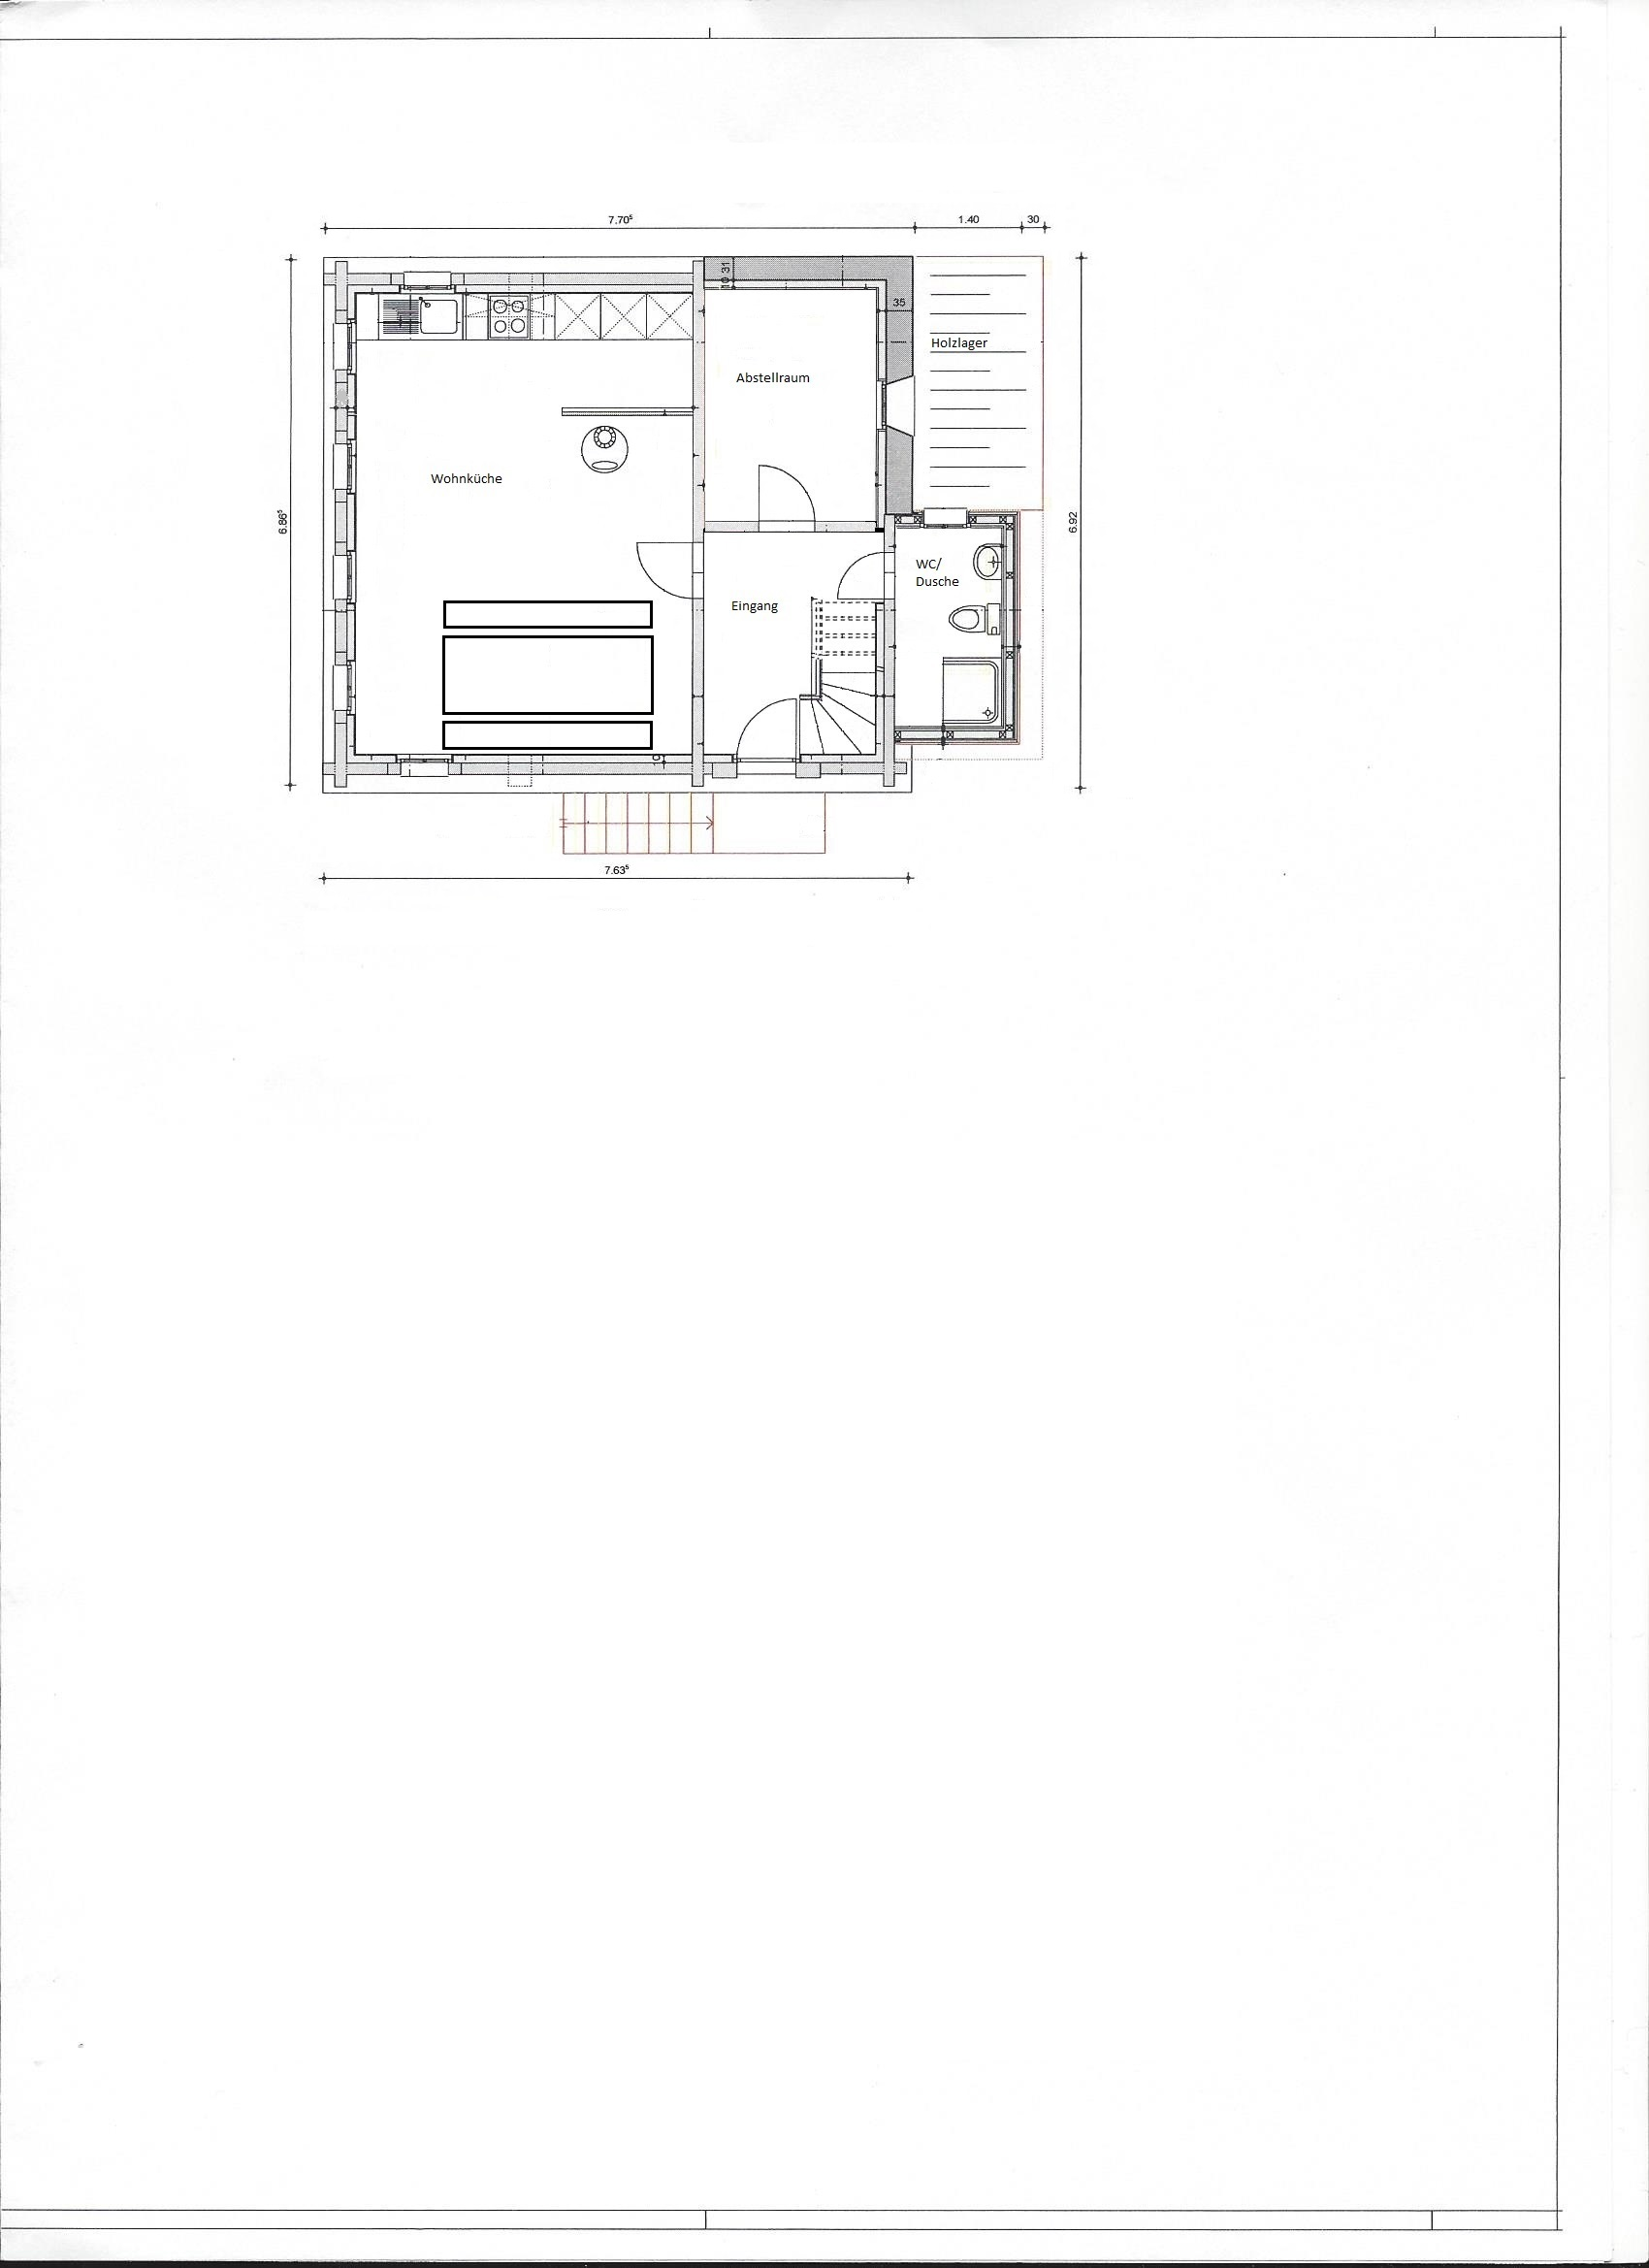 7.70⁵
1.40
30
10 31
35
Holzlager
Abstellraum
Wohnküche
6.86⁵
6.92
WC/
Dusche
Eingang
7.63⁵